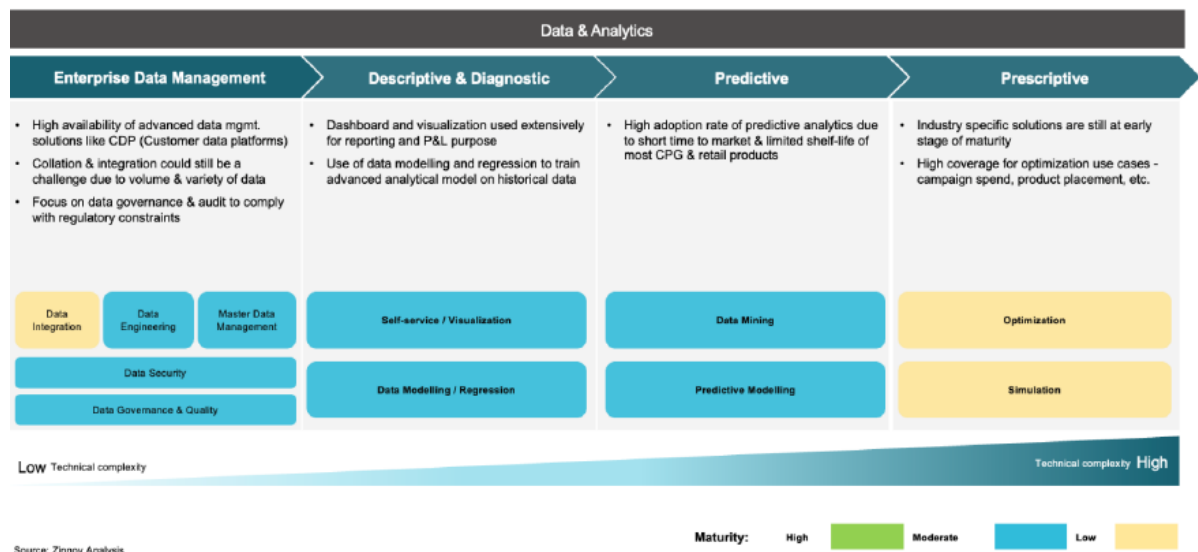 Data & Analytics
Enterprise Data Management
Descriptive & Diagnostic
Predictive
Prescriptive
• High availability of advanced data mgmt.
solutions like CDP (Customer data platforms)
• Collation & integration could still be a
challenge due to volume & variety of data
• Focus on data governance & audit to comply
with regulatory constraints
• Dashboard and visualization used extensively
for reporting and P&L purpose
• Use of data modelling and regression to train
advanced analytical model on historical data
• High adoption rate of predictive analytics due
to short time to market & limited shelf-life of
most CPG & retail products
• Industry specific solutions are still at early
stage of maturity
• High coverage for optimization use cases -
campaign spend, product placement, etc.
Data
Integration
Data
Engineering
Master Data
Management
Data Security
Data Governance & Quality
Self-service / Visualization
Data Modelling / Regression
Data Mining
Predictive Modelling
Optimization
Simulation
Low Technical complexity
Technical complexity High
Maturity: High Moderate Low
Source: Zinnov Analysis